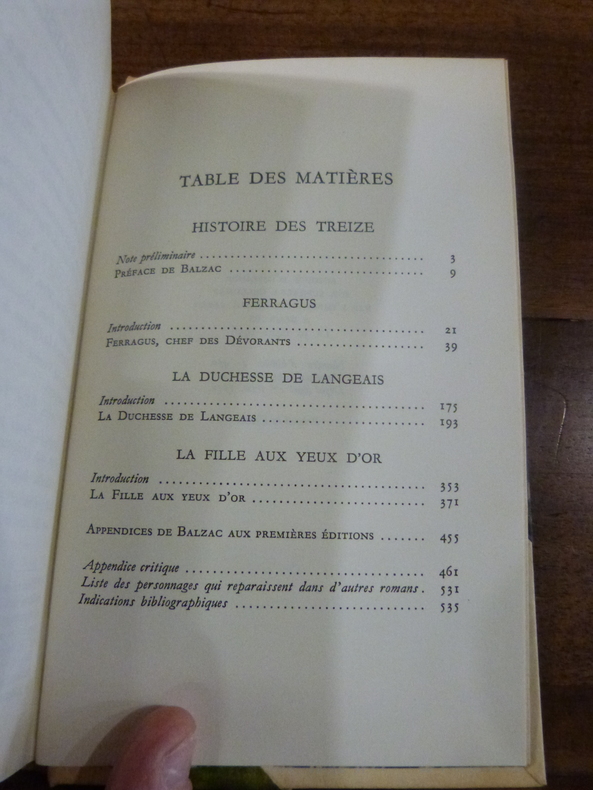 TABLE DES MATIÈRES
HISTOIRE DES TREIZE
Note préliminaire ........................................ 3
PRÉFACE DE BALZAC ................................... 9
FERRAGUS
Introduction ............................................. 21
FERRAGUS, CHEF DES DÉVORANTS .................... 39
LA DUCHESSE DE LANGEAIS
Introduction ............................................. 175
LA DUCHESSE DE LANGEAIS .......................... 193
LA FILLE AUX YEUX D'OR
Introduction ............................................. 353
LA FILLE AUX YEUX D'OR ............................ 371
APPENDICES DE BALZAC AUX PREMIÈRES ÉDITIONS ....... 455
Appendice critique ....................................... 461
Liste des personnages qui reparaissent dans d'autres romans . 531
Indications bibliographiques ............................. 535